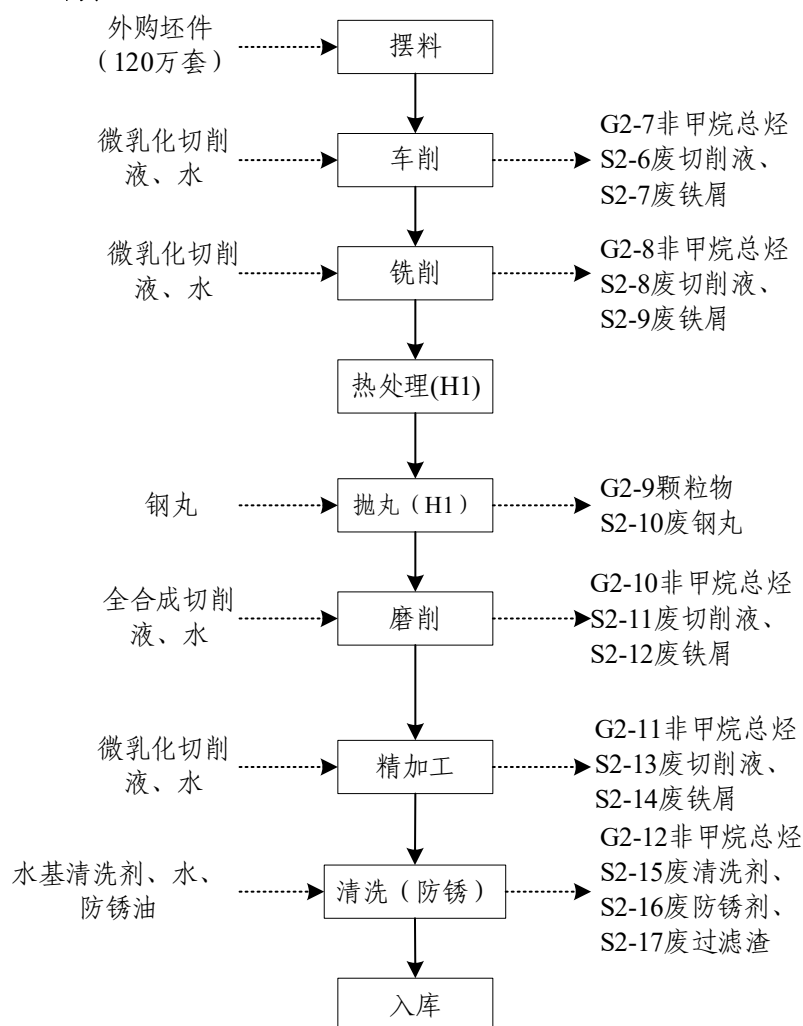 外购坯件
（120万套）
摆料
微乳化切削
液、水
车削
G2-7非甲烷总烃
S2-6废切削液、
S2-7废铁屑
微乳化切削
液、水
铣削
G2-8非甲烷总烃
S2-8废切削液、
S2-9废铁屑
热处理(H1)
钢丸
抛丸（H1）
G2-9颗粒物
S2-10废钢丸
全合成切削
液、水
磨削
G2-10非甲烷总烃
S2-11废切削液、
S2-12废铁屑
微乳化切削
液、水
精加工
G2-11非甲烷总烃
S2-13废切削液、
S2-14废铁屑
水基清洗剂、水、
防锈油
清洗（防锈）
G2-12非甲烷总烃
S2-15废清洗剂、
S2-16废防锈剂、
S2-17废过滤渣
入库